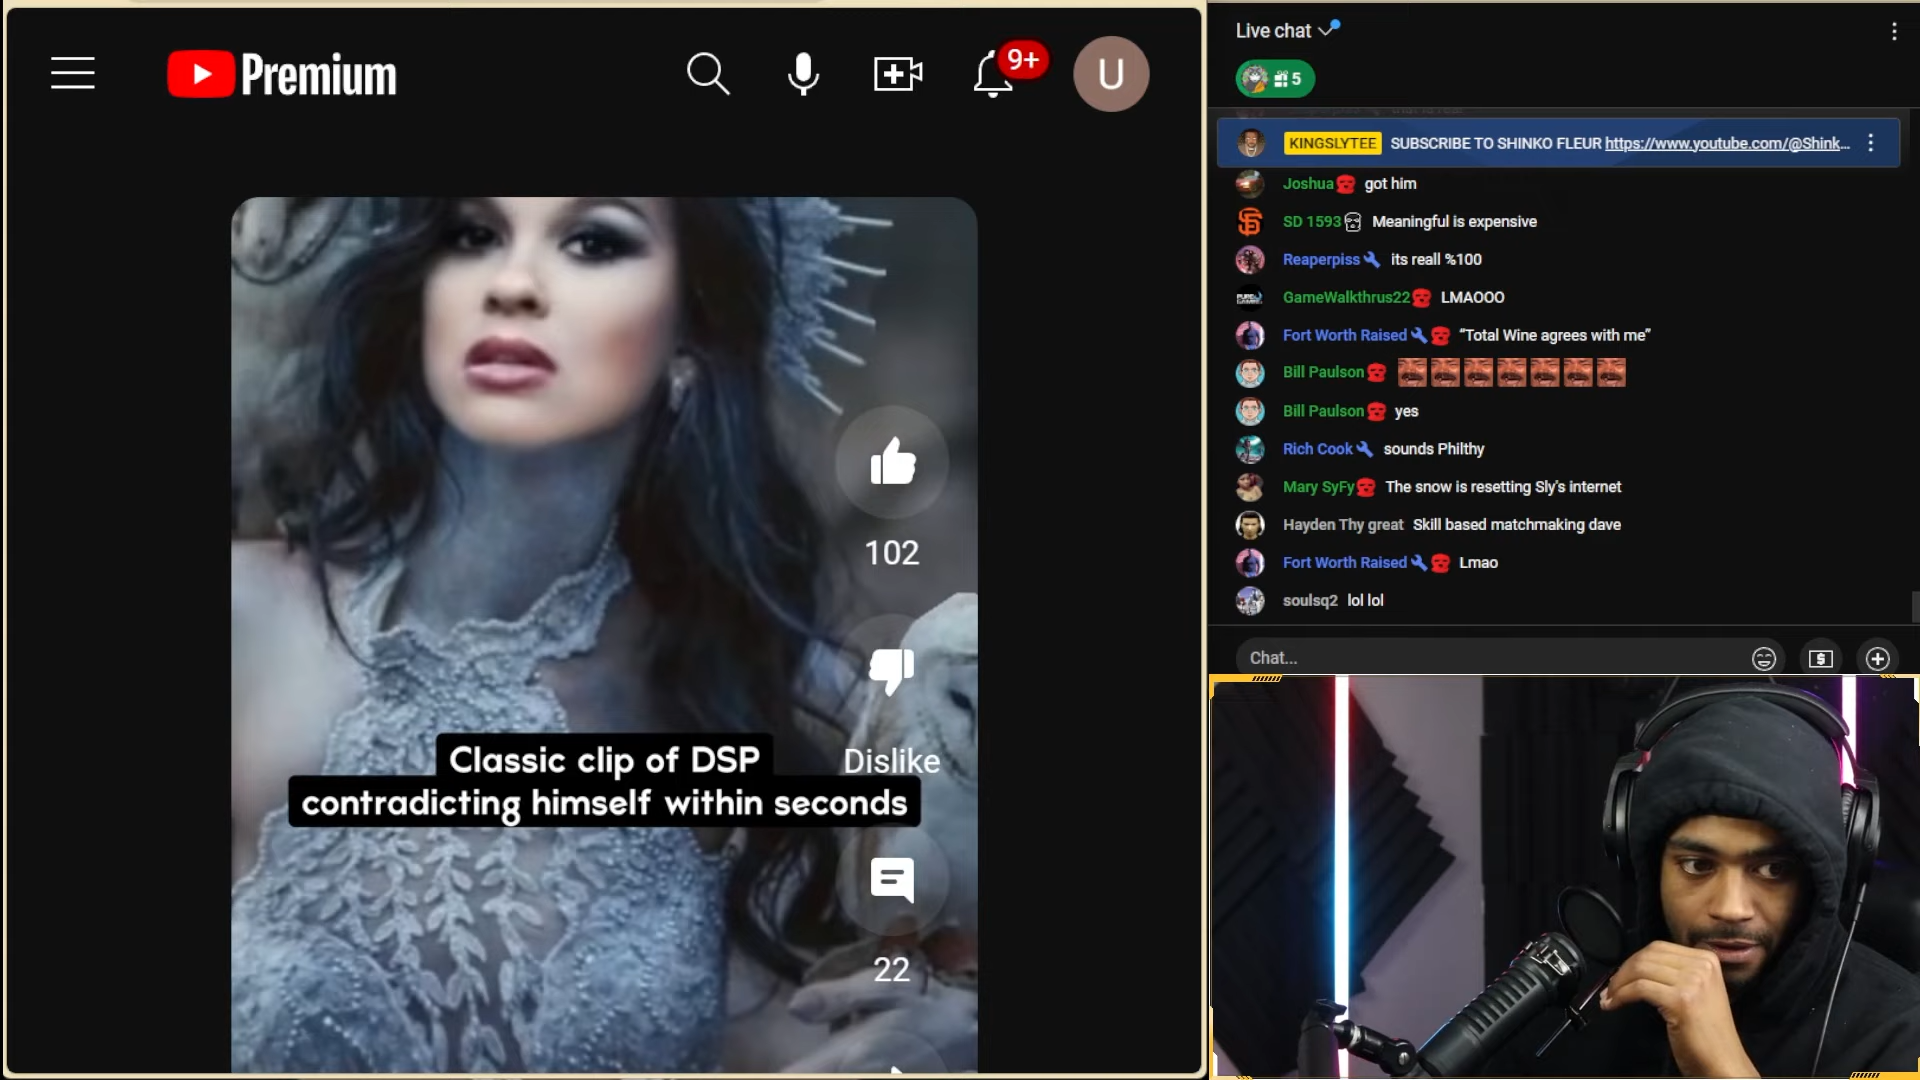 Premium
9+
U
102
Dislike
22
Classic clip of DSP
contradicting himself within seconds
Live chat
5
KINGSLYTEE SUBSCRIBE TO SHINKO FLEUR https://www.youtube.com/@Shink...
Joshua got him
SD 1593 Meaningful is expensive
Reaperpiss its reall %100
GameWalkthrus22 LMAOOO
Fort Worth Raised “Total Wine agrees with me”
Bill Paulson
Bill Paulson yes
Rich Cook sounds Philthy
Mary SyFy The snow is resetting Sly's internet
Hayden Thy great Skill based matchmaking dave
Fort Worth Raised Lmao
soulsq2 lol lol
Chat...